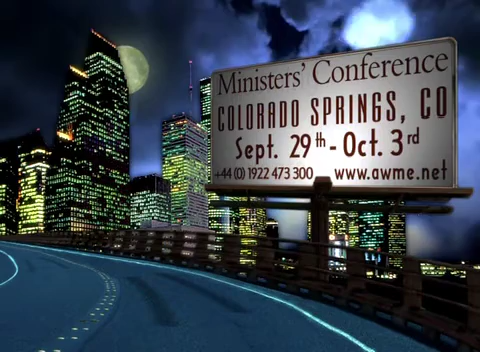 Ministers' Conference
COLORADO SPRINGS, CO
Sept. 29th - Oct. 3rd
+44 (0) 1922 473 300 www.awme.net